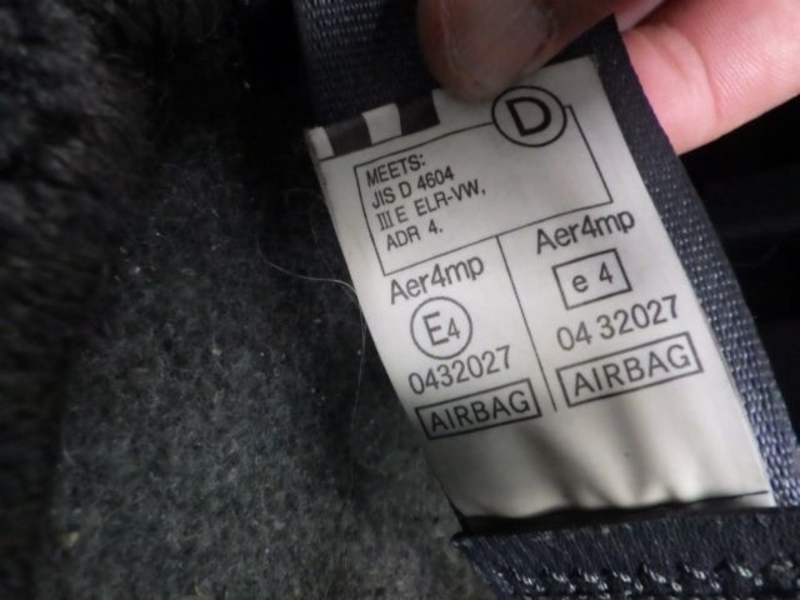 D
MEETS:
JIS D 4604
III E ELR-VW,
ADR 4.
Aer4mp
E4
0432027
AIRBAG
Aer4mp
e 4
04 32027
AIRBAG